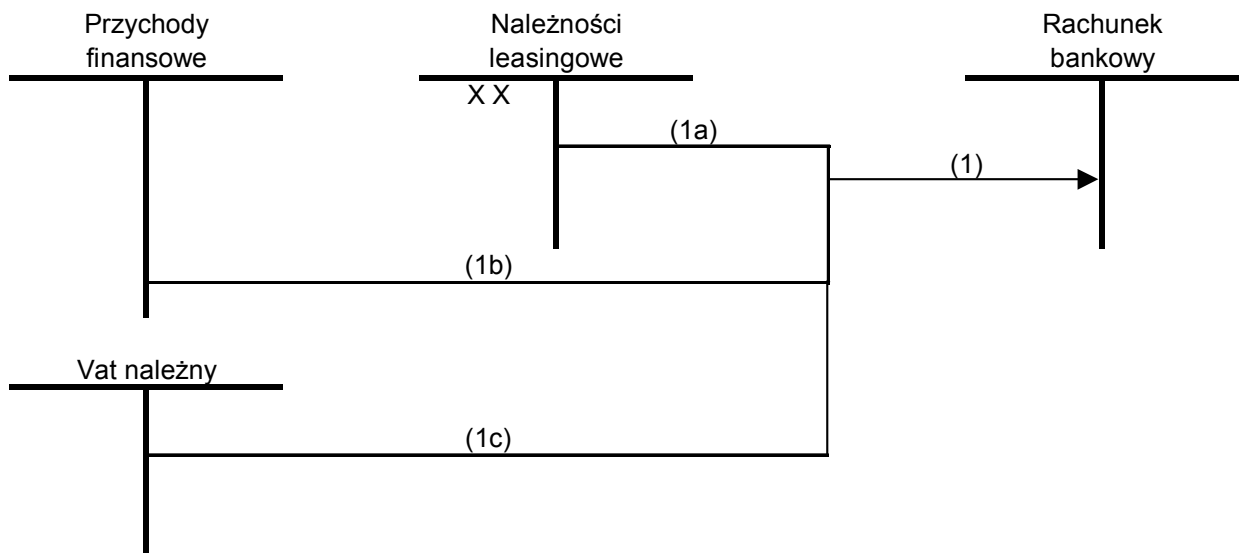 Przychody
finansowe
Należności
leasingowe
Rachunek
bankowy
X X
(1a)
(1)
(1b)
Vat należny
(1c)